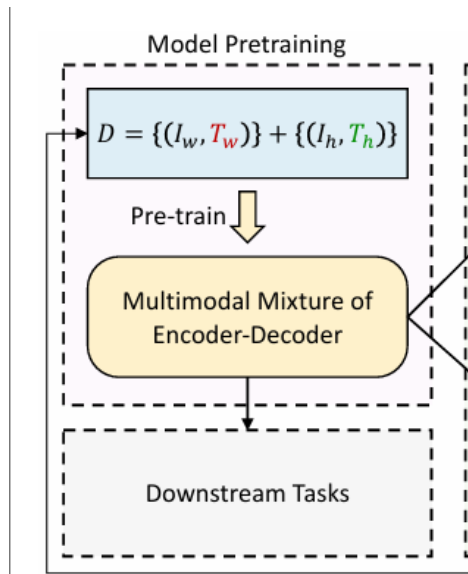 Model Pretraining
D = {(I_w, T_w)} + {(I_h, T_h)}
Pre-train
Multimodal Mixture of
Encoder-Decoder
Downstream Tasks